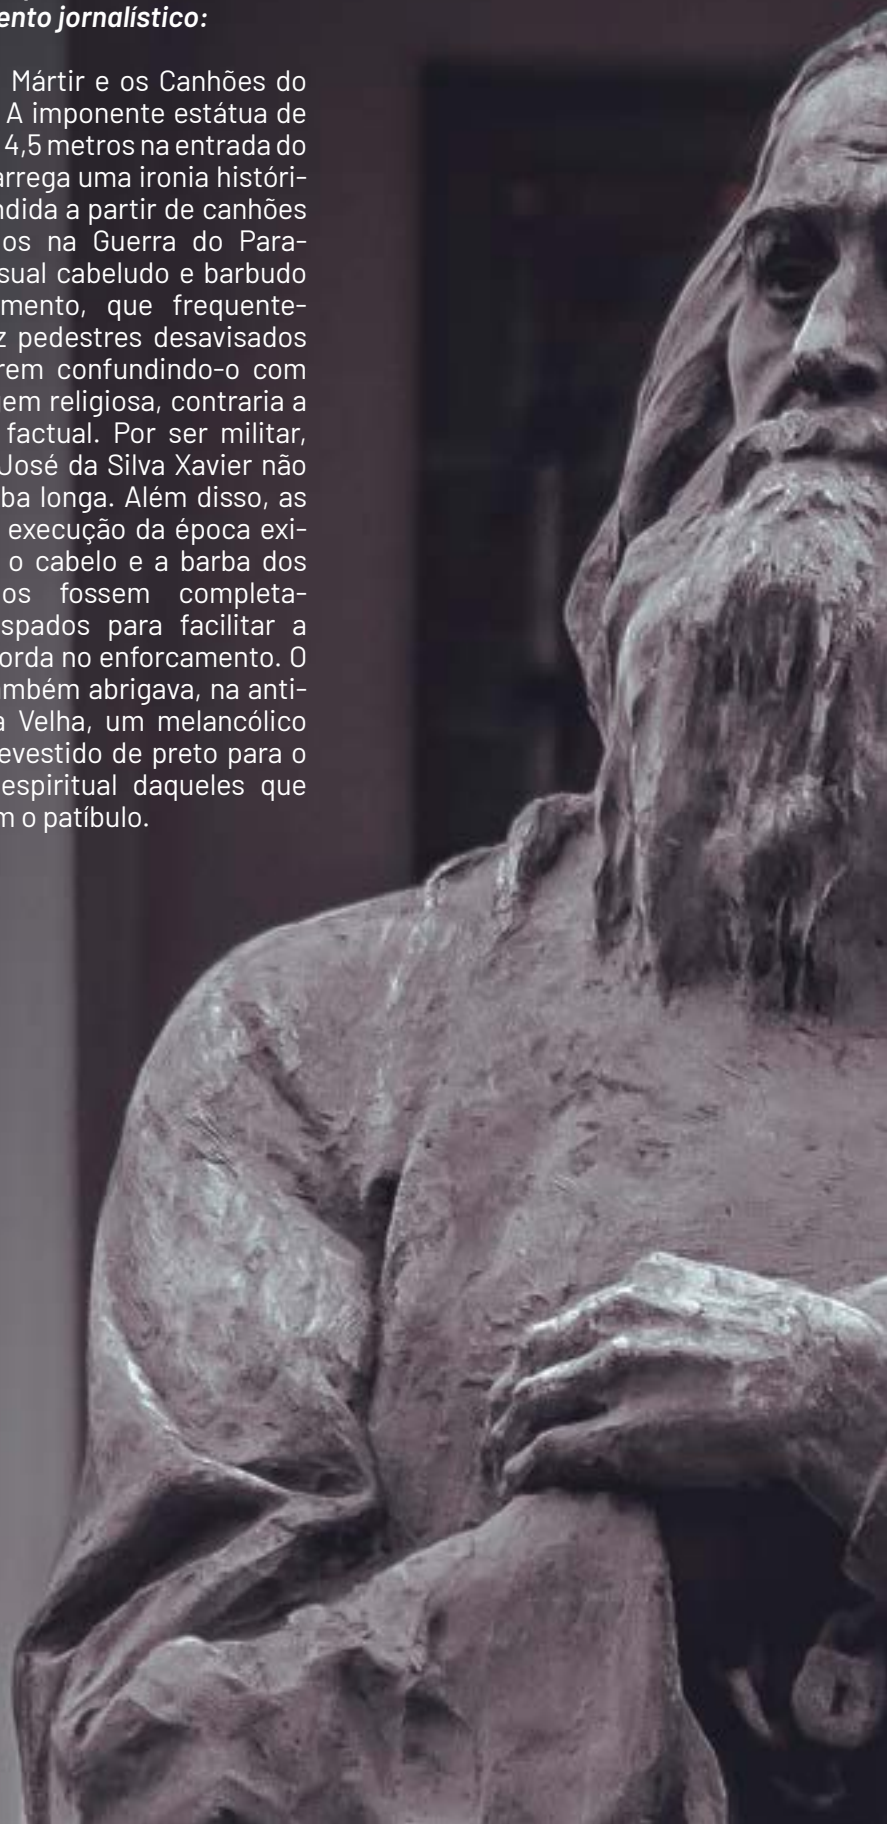 ento jornalístico:
Mártir e os Canhões do
A imponente estátua de
4,5 metros na entrada do
arrega uma ironia históri-
ndida a partir de canhões
os na Guerra do Para-
sual cabeludo e barbudo
mento, que frequente-
z pedestres desavisados
rem confundindo-o com
em religiosa, contraria a
factual. Por ser militar,
José da Silva Xavier não
ba longa. Além disso, as
execução da época exi-
o cabelo e a barba dos
os fossem completa-
spados para facilitar a
orda no enforcamento. O
ambém abrigava, na anti-
a Velha, um melancólico
evestido de preto para o
espiritual daqueles que
m o patíbulo.